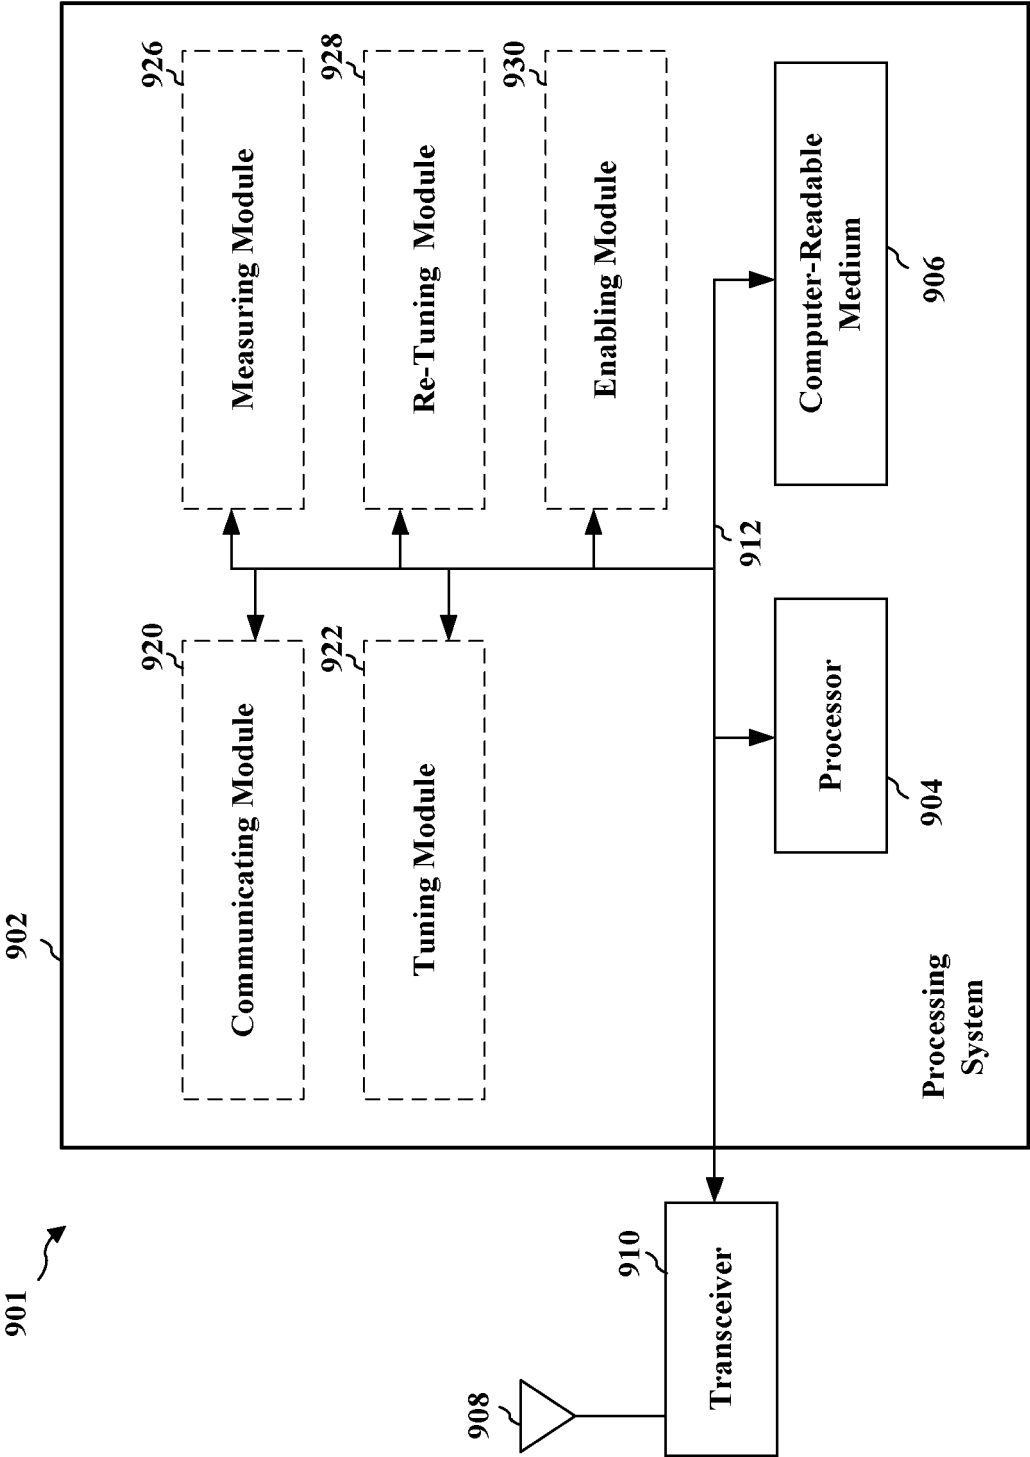 901
902
920
Communicating Module
926
Measuring Module
922
Tuning Module
928
Re-Tuning Module
930
Enabling Module
908
910
Transceiver
912
Processor
904
Computer-Readable
Medium
906
Processing
System